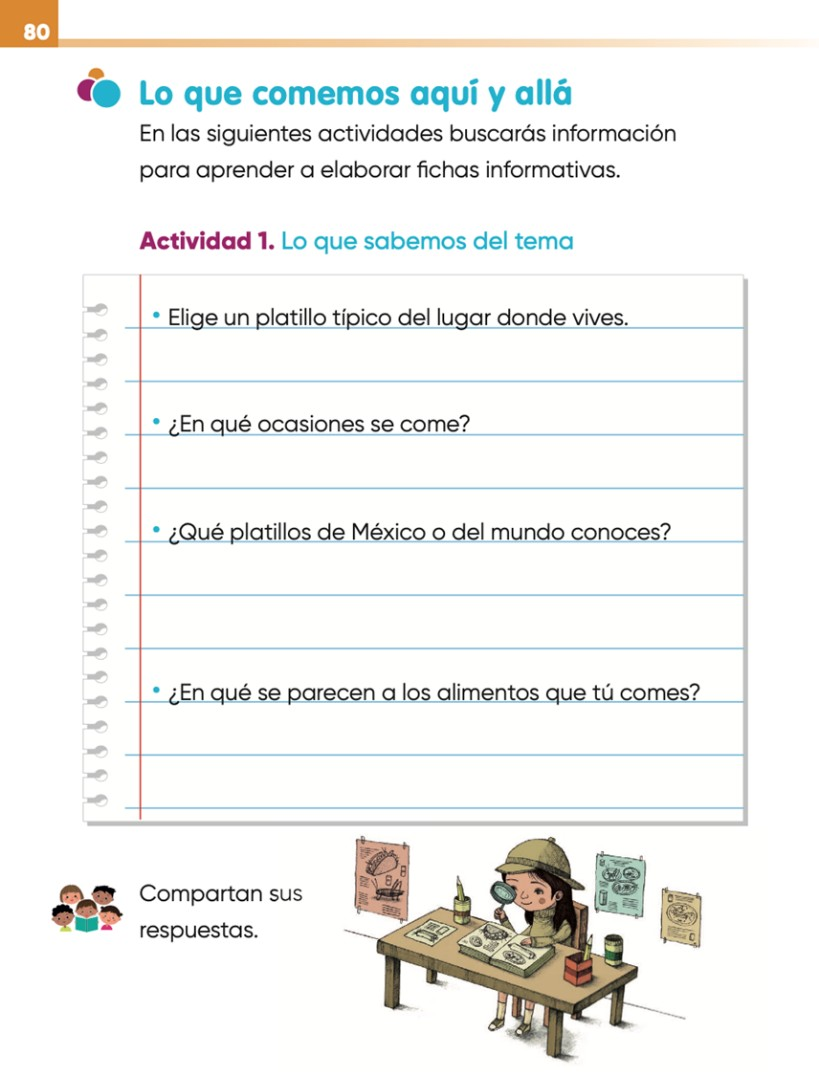 80
Lo que comemos aquí y allá
En las siguientes actividades buscarás información
para aprender a elaborar fichas informativas.
Actividad 1. Lo que sabemos del tema
• Elige un platillo típico del lugar donde vives.
• ¿En qué ocasiones se come?
• ¿Qué platillos de México o del mundo conoces?
• ¿En qué se parecen a los alimentos que tú comes?
Compartan sus
respuestas.